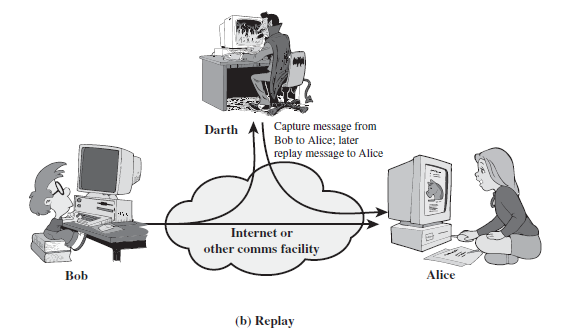 Darth
Capture message from
Bob to Alice; later
replay message to Alice
Internet or
other comms facility
Bob
Alice
(b) Replay